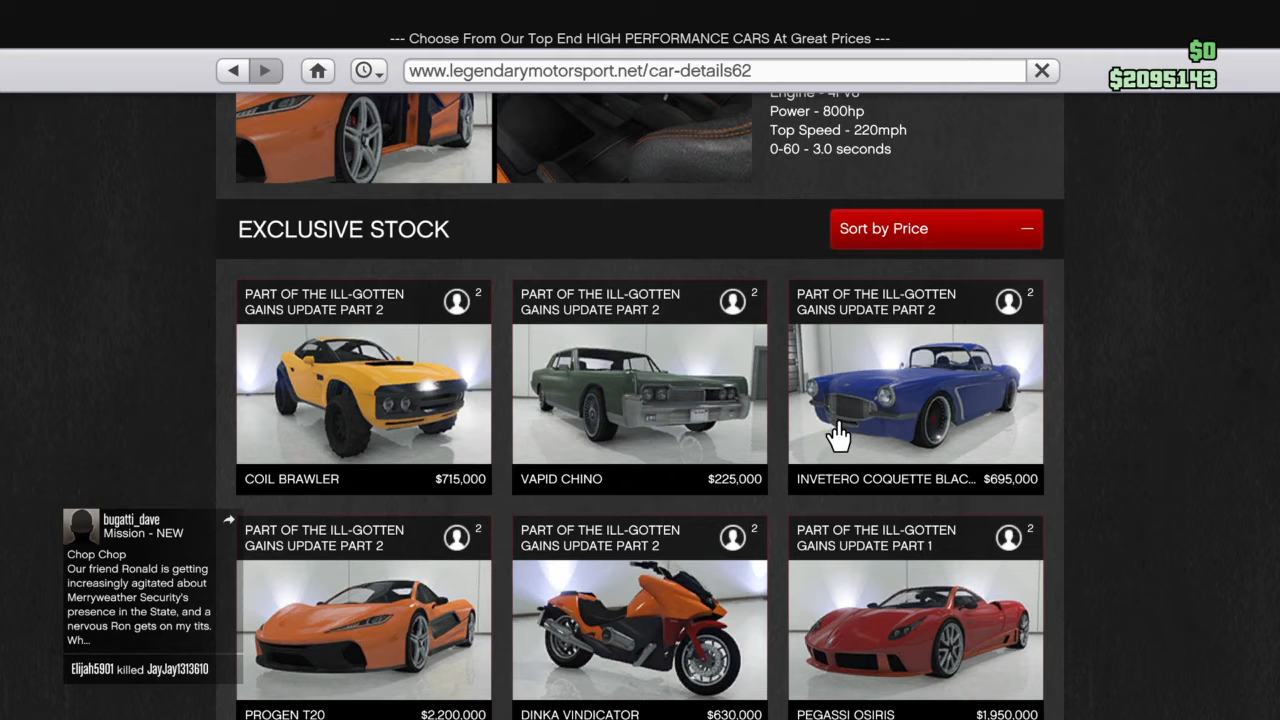 --- Choose From Our Top End HIGH PERFORMANCE CARS At Great Prices ---
$0
www.legendarymotorsport.net/car-details62
$2095143
Power - 800hp
Top Speed - 220mph
0-60 - 3.0 seconds
EXCLUSIVE STOCK
Sort by Price
PART OF THE ILL-GOTTEN
GAINS UPDATE PART 2
2
PART OF THE ILL-GOTTEN
GAINS UPDATE PART 2
2
PART OF THE ILL-GOTTEN
GAINS UPDATE PART 2
2
COIL BRAWLER $715,000
VAPID CHINO $225,000
INVETERO COQUETTE BLAC... $695,000
bugatti_dave
Mission - NEW
Chop Chop
Our friend Ronald is getting
increasingly agitated about
Merryweather Security's
presence in the State, and a
nervous Ron gets on my tits.
Wh...
Elijah5901 killed JayJay1313610
PART OF THE ILL-GOTTEN
GAINS UPDATE PART 2
2
PART OF THE ILL-GOTTEN
GAINS UPDATE PART 2
2
PART OF THE ILL-GOTTEN
GAINS UPDATE PART 1
2
PROGEN T20 $2,200,000
DINKA VINDICATOR $630,000
PEGASSI OSIRIS $1,950,000